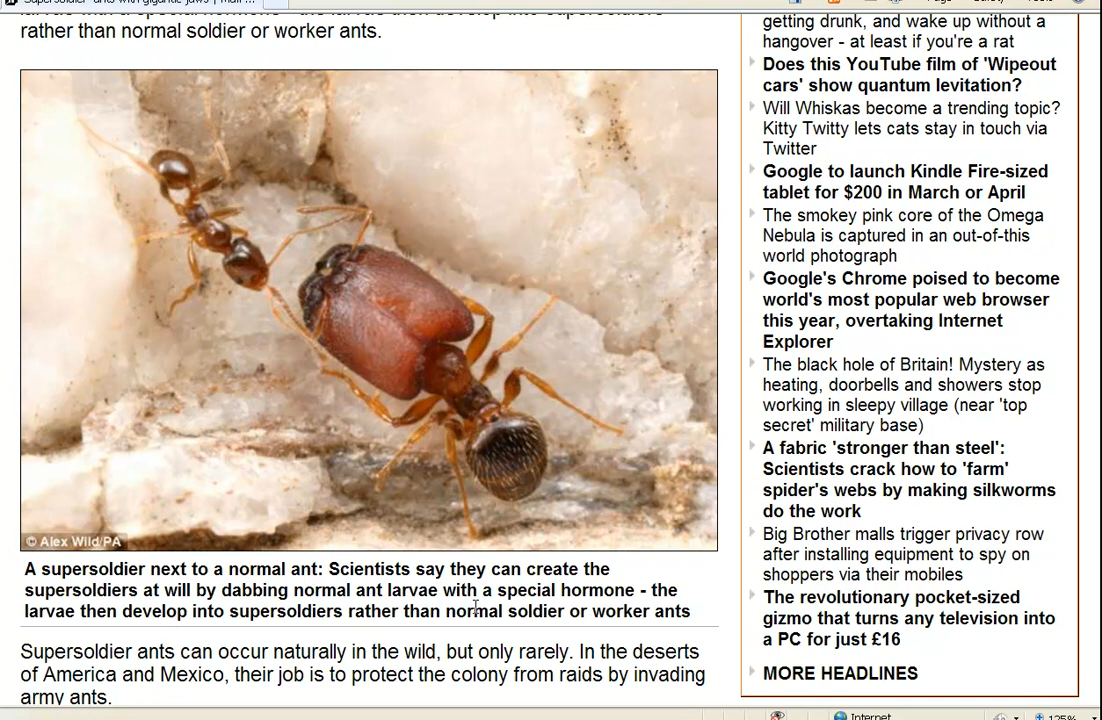 rather than normal soldier or worker ants.
© Alex Wild/PA
A supersoldier next to a normal ant: Scientists say they can create the
supersoldiers at will by dabbing normal ant larvae with a special hormone - the
larvae then develop into supersoldiers rather than normal soldier or worker ants
Supersoldier ants can occur naturally in the wild, but only rarely. In the deserts
of America and Mexico, their job is to protect the colony from raids by invading
army ants.
getting drunk, and wake up without a
hangover - at least if you're a rat
Does this YouTube film of 'Wipeout
cars' show quantum levitation?
Will Whiskas become a trending topic?
Kitty Twitty lets cats stay in touch via
Twitter
Google to launch Kindle Fire-sized
tablet for $200 in March or April
The smokey pink core of the Omega
Nebula is captured in an out-of-this
world photograph
Google's Chrome poised to become
world's most popular web browser
this year, overtaking Internet
Explorer
The black hole of Britain! Mystery as
heating, doorbells and showers stop
working in sleepy village (near 'top
secret' military base)
A fabric 'stronger than steel':
Scientists crack how to 'farm'
spider's webs by making silkworms
do the work
Big Brother malls trigger privacy row
after installing equipment to spy on
shoppers via their mobiles
The revolutionary pocket-sized
gizmo that turns any television into
a PC for just £16
MORE HEADLINES
Internet
125%